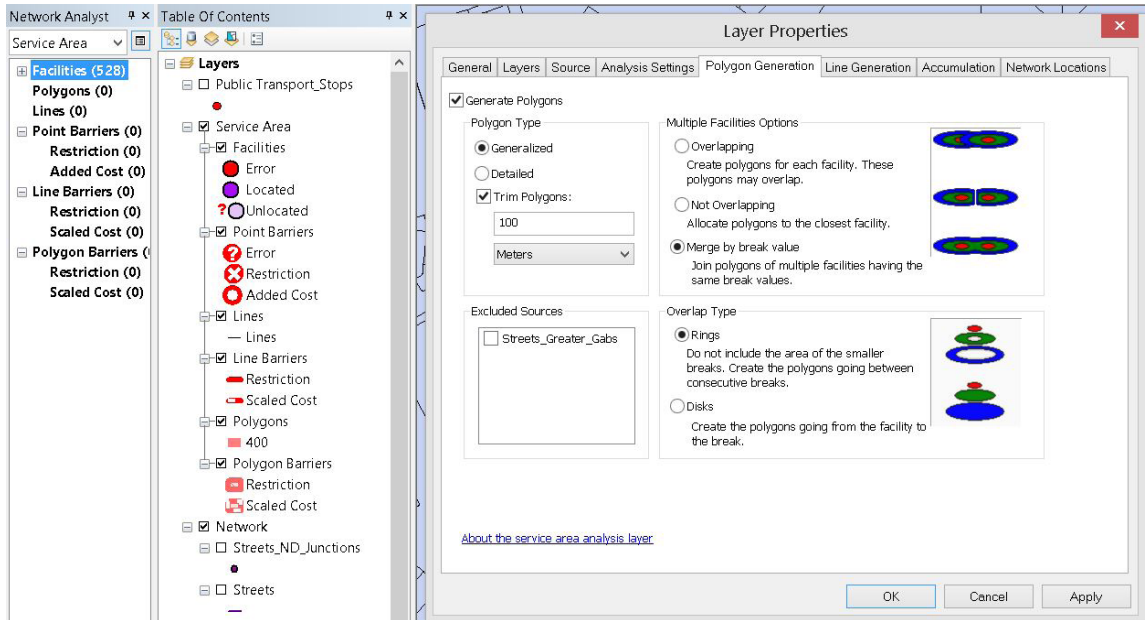 Network Analyst
Service Area
Facilities (528)
Polygons (0)
Lines (0)
Point Barriers (0)
Restriction (0)
Added Cost (0)
Line Barriers (0)
Restriction (0)
Scaled Cost (0)
Polygon Barriers (
Restriction (0)
Scaled Cost (0)
Table Of Contents
Layers
Public Transport_Stops
Service Area
Facilities
Error
Located
? Unlocated
Point Barriers
? Error
Restriction
Added Cost
Lines
Lines
Line Barriers
Restriction
Scaled Cost
Polygons
400
Polygon Barriers
Restriction
Scaled Cost
Network
Streets_ND_Junctions
Streets
Layer Properties
General Layers Source Analysis Settings Polygon Generation Line Generation Accumulation Network Locations
Generate Polygons
Polygon Type
Generalized
Detailed
Trim Polygons:
100
Meters
Multiple Facilities Options
Overlapping
Create polygons for each facility. These
polygons may overlap.
Not Overlapping
Allocate polygons to the closest facility.
Merge by break value
Join polygons of multiple facilities having the
same break values.
Excluded Sources
Streets_Greater_Gabs
Overlap Type
Rings
Do not include the area of the smaller
breaks. Create the polygons going between
consecutive breaks.
Disks
Create the polygons going from the facility to
the break.
About the service area analysis layer
OK Cancel Apply